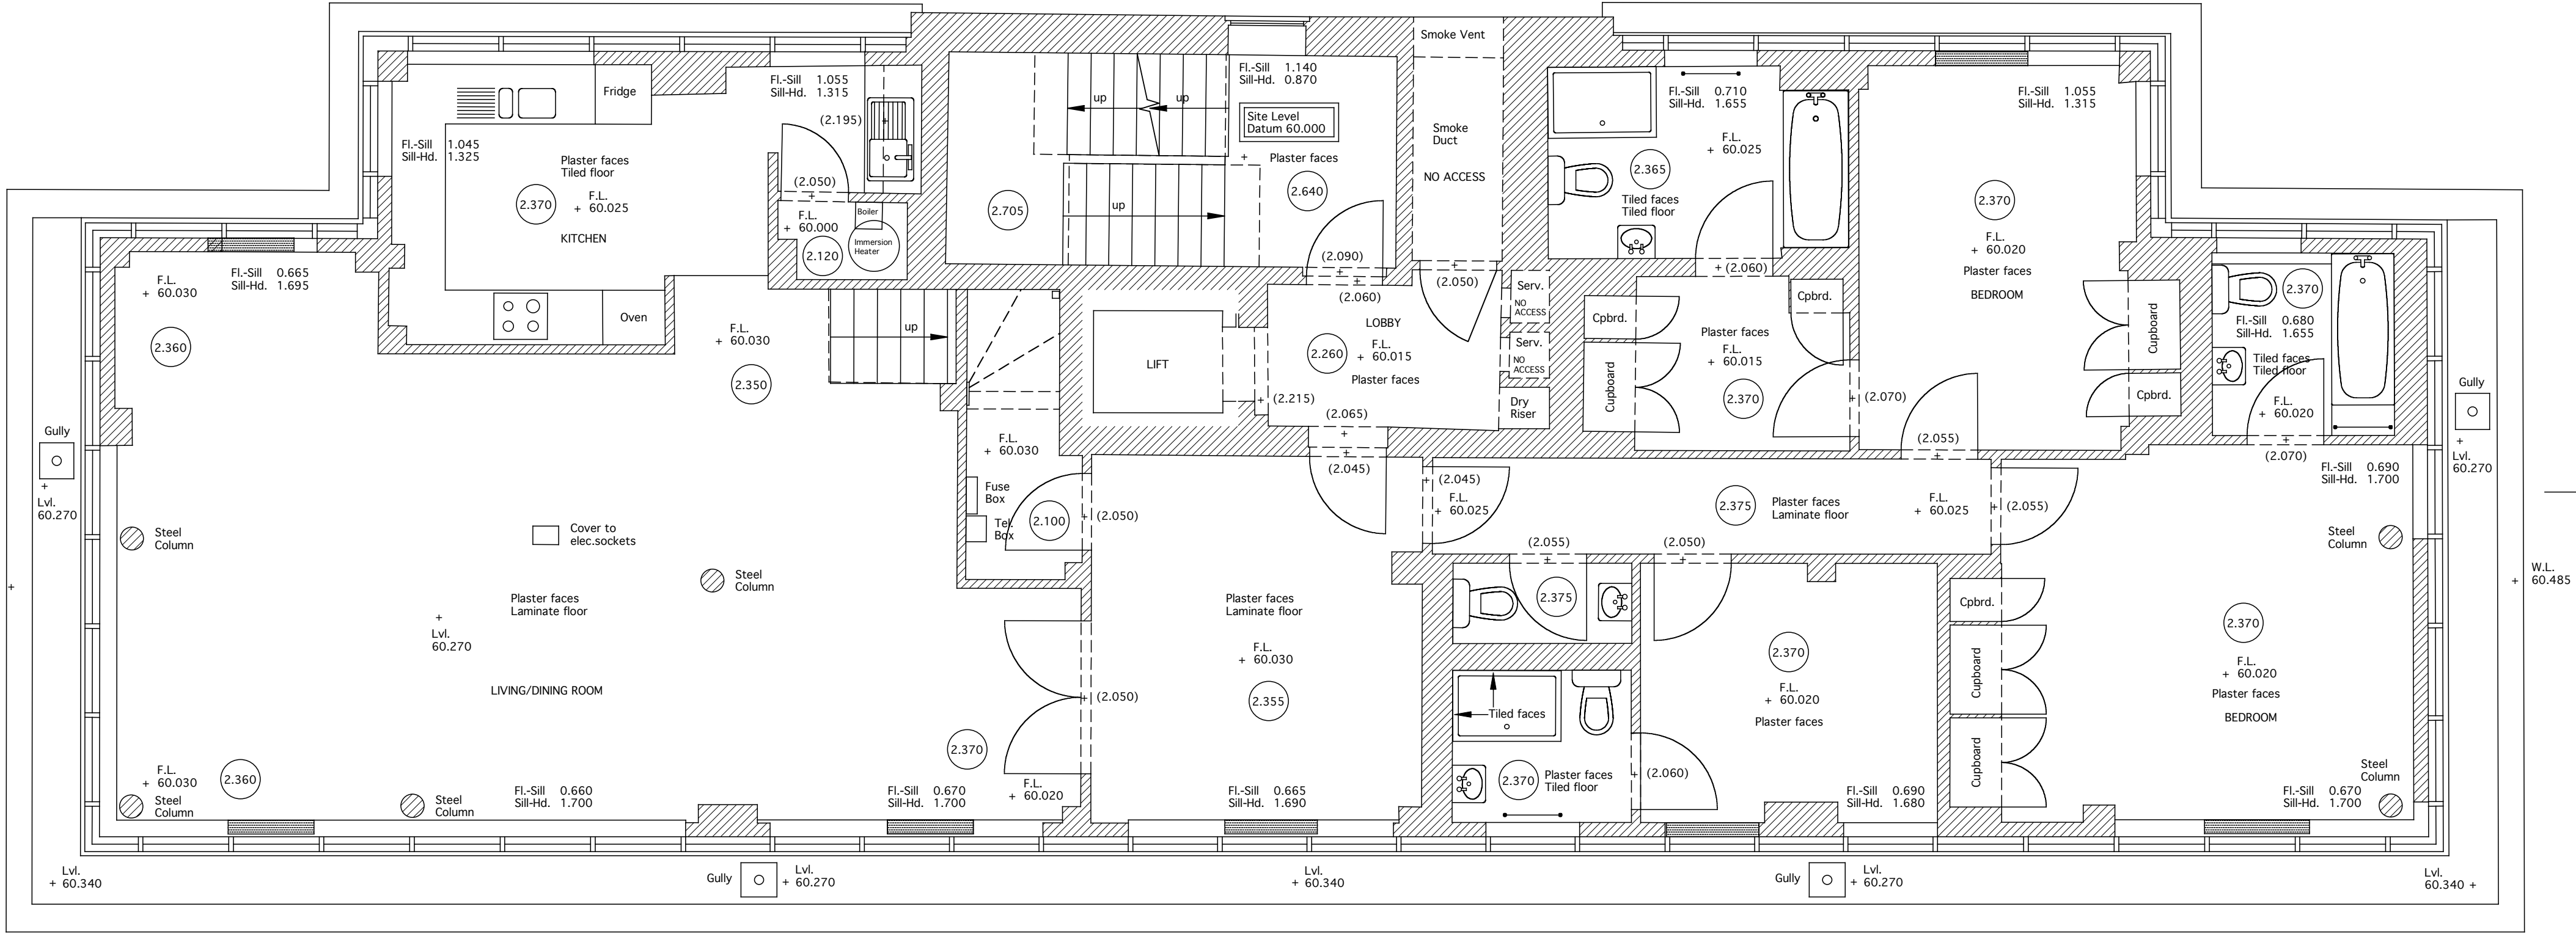 Smoke Vent
Fridge
Fl.-Sill 1.055
Sill-Hd. 1.315
(2.195)
Fl.-Sill 1.045
Sill-Hd. 1.325
Plaster faces
Tiled floor
2.370
F.L.
+ 60.025
KITCHEN
(2.050)
F.L.
+ 60.000
Boiler
Immersion
Heater
2.120
Oven
up
up
up
2.705
Fl.-Sill 1.140
Sill-Hd. 0.870
Site Level
Datum 60.000
Plaster faces
2.640
(2.090)
(2.060)
Smoke
Duct
NO ACCESS
(2.050)
Fl.-Sill 0.710
Sill-Hd. 1.655
F.L.
+ 60.025
2.365
Tiled faces
Tiled floor
(2.060)
Fl.-Sill 1.055
Sill-Hd. 1.315
2.370
F.L.
+ 60.020
Plaster faces
BEDROOM
F.L.
+ 60.030
Fl.-Sill 0.665
Sill-Hd. 1.695
2.360
F.L.
+ 60.030
2.350
up
LIFT
(2.215)
LOBBY
2.260
F.L.
+ 60.015
Plaster faces
(2.065)
(2.045)
Serv.
NO
ACCESS
Serv.
NO
ACCESS
Dry
Riser
Cpbrd.
Cupboard
Cpbrd.
Plaster faces
F.L.
+ 60.015
2.370
(2.070)
(2.055)
Cupboard
Cpbrd.
2.370
Fl.-Sill 0.680
Sill-Hd. 1.655
Tiled faces
Tiled floor
F.L.
+ 60.020
(2.070)
Gully
Lvl.
60.270
Gully
Lvl.
60.270
Fl.-Sill 0.690
Sill-Hd. 1.700
F.L.
+ 60.030
Fuse
Box
Tel.
Box
2.100
(2.050)
(2.045)
F.L.
+ 60.025
2.375
Plaster faces
Laminate floor
F.L.
+ 60.025
(2.055)
(2.055)
(2.050)
Steel
Column
Cover to
elec.sockets
Steel
Column
Steel
Column
W.L.
+ 60.485
Plaster faces
Laminate floor
Lvl.
60.270
LIVING/DINING ROOM
Plaster faces
Laminate floor
F.L.
+ 60.030
2.355
(2.050)
2.375
2.370
F.L.
+ 60.020
Plaster faces
Cpbrd.
Cupboard
Cupboard
2.370
F.L.
+ 60.020
Plaster faces
BEDROOM
Tiled faces
2.370
Plaster faces
Tiled floor
(2.060)
F.L.
+ 60.030
2.360
Steel
Column
Steel
Column
Fl.-Sill 0.660
Sill-Hd. 1.700
2.370
Fl.-Sill 0.670
Sill-Hd. 1.700
F.L.
+ 60.020
Fl.-Sill 0.665
Sill-Hd. 1.690
Fl.-Sill 0.690
Sill-Hd. 1.680
Fl.-Sill 0.670
Sill-Hd. 1.700
Steel
Column
Lvl.
+ 60.340
Gully
Lvl.
+ 60.270
Lvl.
+ 60.340
Gully
Lvl.
+ 60.270
Lvl.
60.340 +